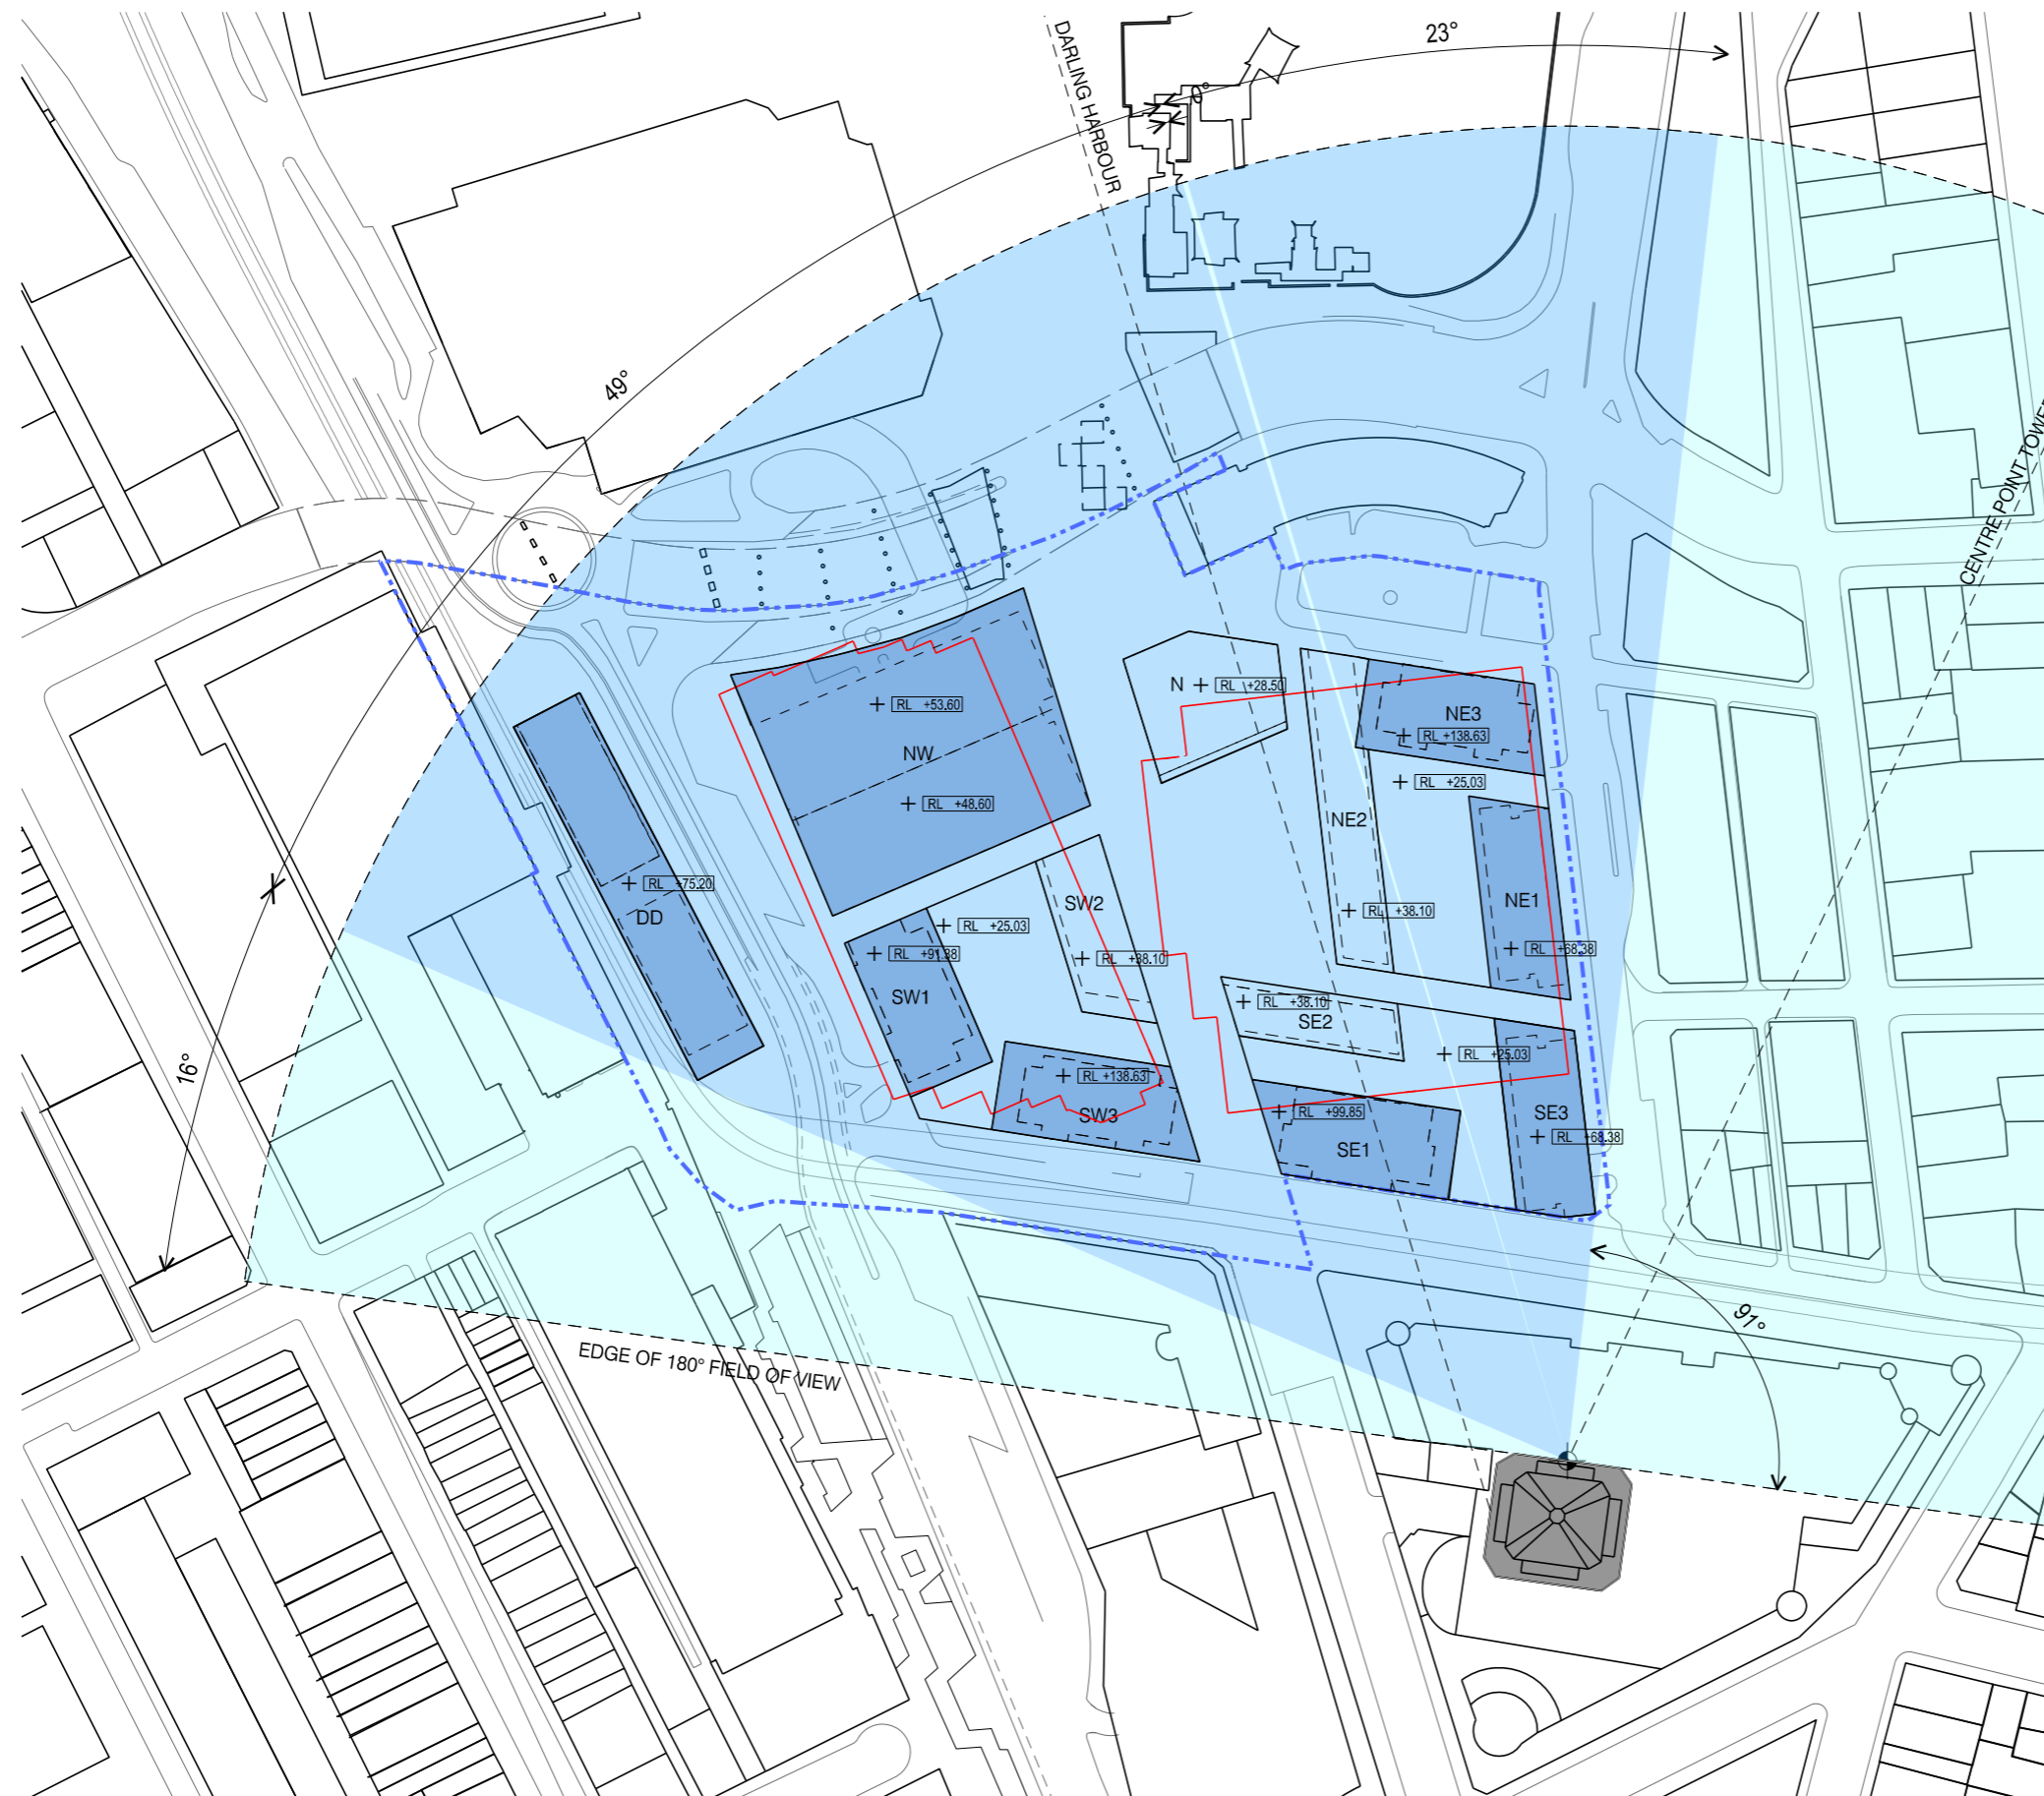 23°
DARLING HARBOUR
0°
49°
CENTRE POINT TOWER
N
RL +28.50
RL +53.60
NE3
RL +138.63
NW
RL +25.03
RL +48.60
NE2
RL +75.20
DD
NE1
SW2
RL +38.10
RL +25.03
RL +91.38
RL +38.10
RL +68.38
SW1
RL +38.10
SE2
RL +25.03
16°
RL +138.63
SW3
RL +99.85
SE3
RL +68.38
SE1
91°
EDGE OF 180° FIELD OF VIEW